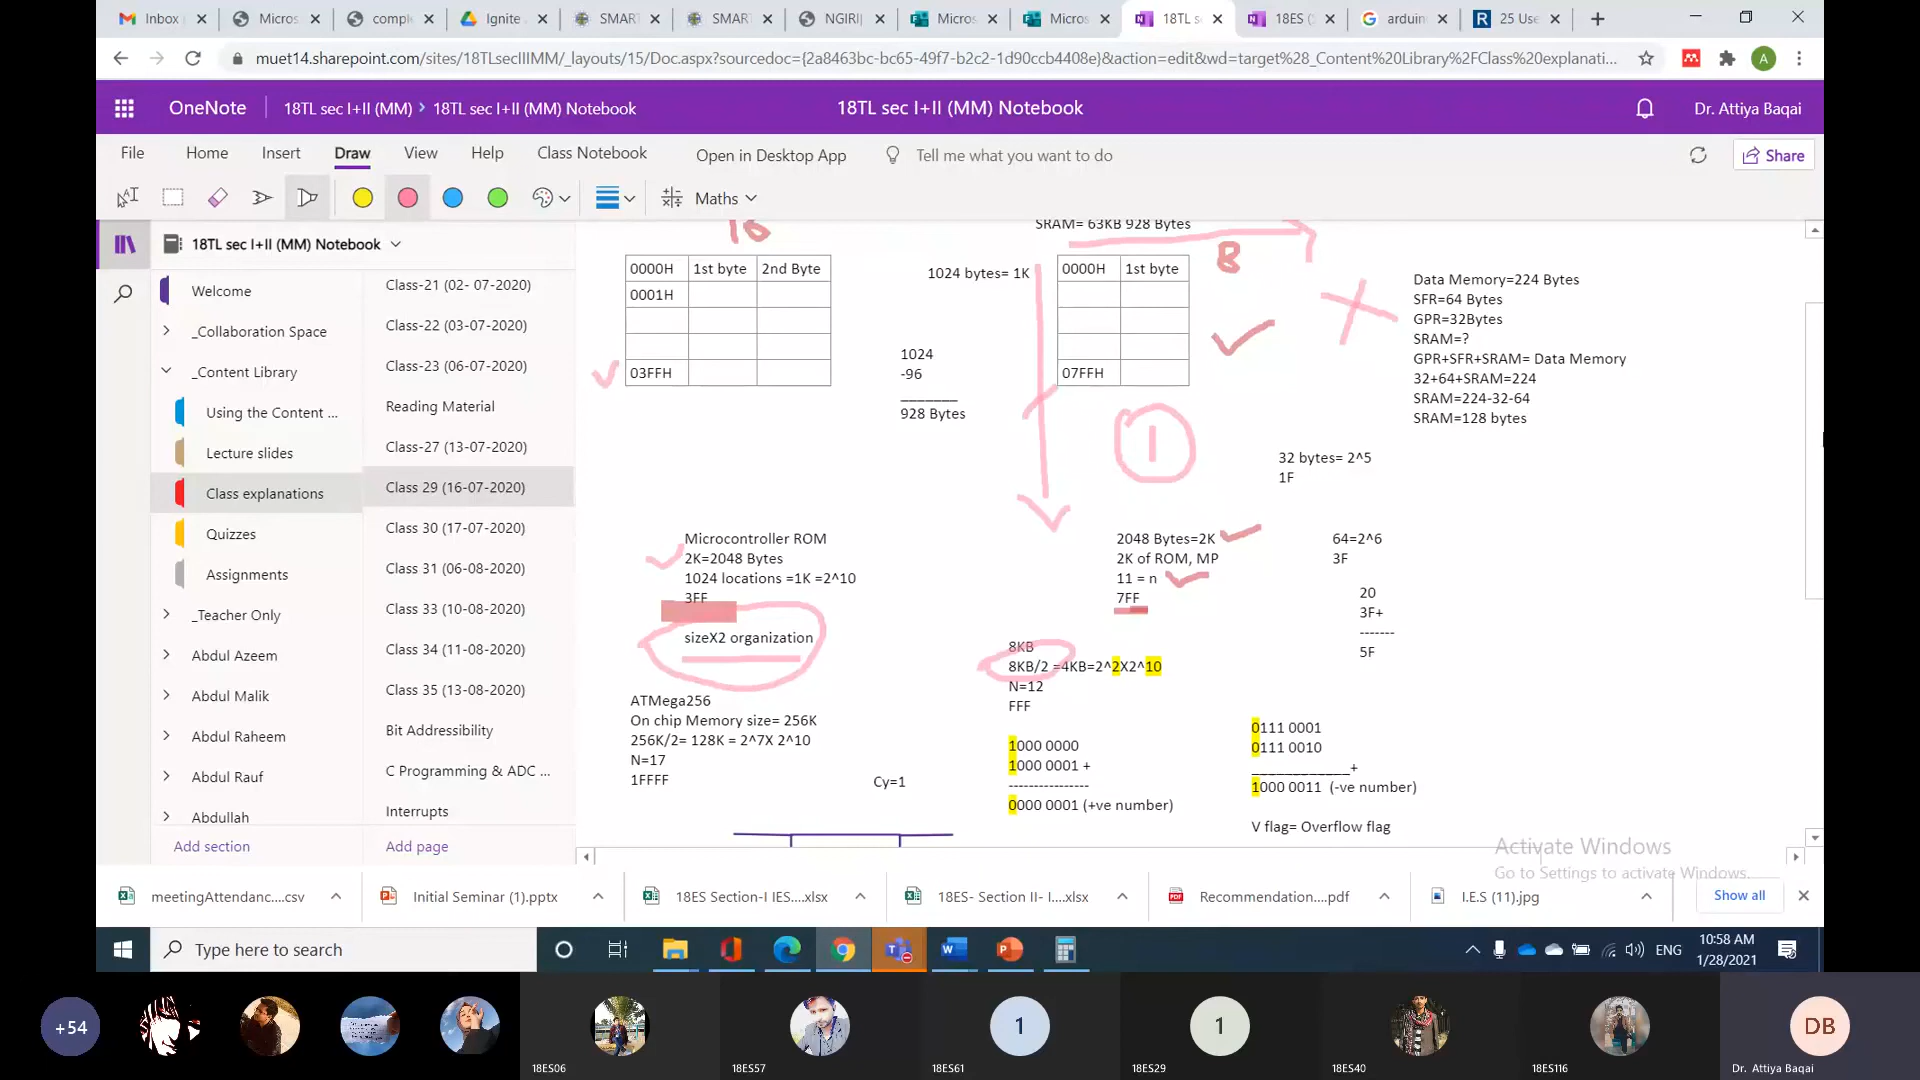 Inbox
Micros
compl
Ignite
SMAR
SMAR
NGIRI|
Micros
Micros
18TL se
18ES (
arduin
25 Use
muet14.sharepoint.com/sites/18TLsecIIIMM/_layouts/15/Doc.aspx?sourcedoc={2a8463bc-bc65-49f7-b2c2-1d90ccb4408e}&action=edit&wd=target%28_Content%20Library%2FClass%20explanati...
A
OneNote
18TL sec I+II (MM) > 18TL sec I+II (MM) Notebook
18TL sec I+II (MM) Notebook
Dr. Attiya Baqai
File Home Insert Draw View Help Class Notebook Open in Desktop App Tell me what you want to do Share
Maths
18TL sec I+II (MM) Notebook
Welcome
_Collaboration Space
_Content Library
Using the Content ...
Lecture slides
Class explanations
Quizzes
Assignments
_Teacher Only
Abdul Azeem
Abdul Malik
Abdul Raheem
Abdul Rauf
Abdullah
Add section
Class-21 (02- 07-2020)
Class-22 (03-07-2020)
Class-23 (06-07-2020)
Reading Material
Class-27 (13-07-2020)
Class 29 (16-07-2020)
Class 30 (17-07-2020)
Class 31 (06-08-2020)
Class 33 (10-08-2020)
Class 34 (11-08-2020)
Class 35 (13-08-2020)
Bit Addressibility
C Programming & ADC ...
Interrupts
Add page
16
SRAM= 63KB 928 Bytes
8
0000H 1st byte 2nd Byte
0001H
03FFH
1024 bytes= 1K
1024
-96
_______
928 Bytes
0000H 1st byte
07FFH
1
Data Memory=224 Bytes
SFR=64 Bytes
GPR=32Bytes
SRAM=?
GPR+SFR+SRAM= Data Memory
32+64+SRAM=224
SRAM=224-32-64
SRAM=128 bytes
32 bytes= 2^5
1F
Microcontroller ROM
2K=2048 Bytes
1024 locations =1K =2^10
3FF
sizeX2 organization
2048 Bytes=2K
2K of ROM, MP
11 = n
7FF
64=2^6
3F
20
3F+
-------
5F
8KB
8KB/2 =4KB=2^2X2^10
N=12
FFF
ATMega256
On chip Memory size= 256K
256K/2= 128K = 2^7X 2^10
N=17
1FFFF
Cy=1
1000 0000
1000 0001 +
----------------
0000 0001 (+ve number)
0111 0001
0111 0010
_____________+
1000 0011 (-ve number)
V flag= Overflow flag
Activate Windows
Go to Settings to activate Windows.
meetingAttendanc....csv
Initial Seminar (1).pptx
18ES Section-I IES....xlsx
18ES- Section II- I....xlsx
Recommendation....pdf
I.E.S (11).jpg
Show all
Type here to search
ENG
10:58 AM
1/28/2021
+54
18ES06
18ES57
1
18ES61
1
18ES29
18ES40
18ES116
DB
Dr. Attiya Baqai